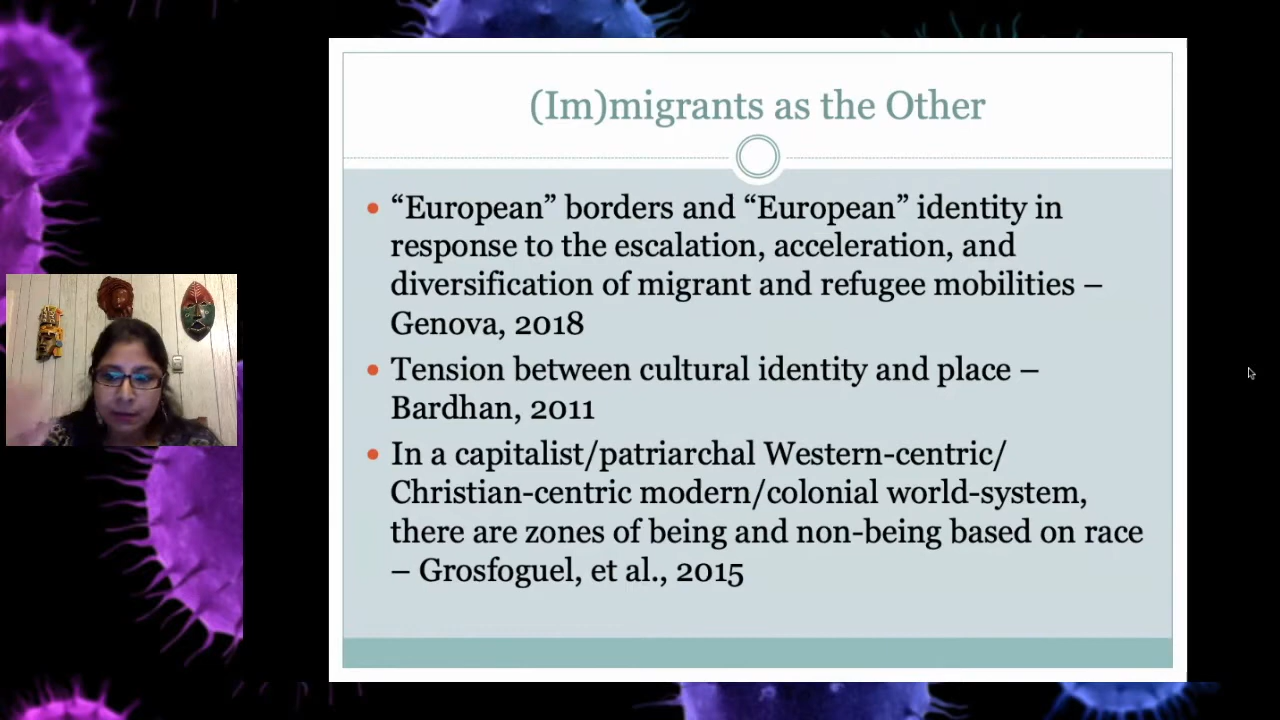 (Im)migrants as the Other
• “European” borders and “European” identity in
response to the escalation, acceleration, and
diversification of migrant and refugee mobilities –
Genova, 2018
• Tension between cultural identity and place –
Bardhan, 2011
• In a capitalist/patriarchal Western-centric/
Christian-centric modern/colonial world-system,
there are zones of being and non-being based on race
– Grosfoguel, et al., 2015